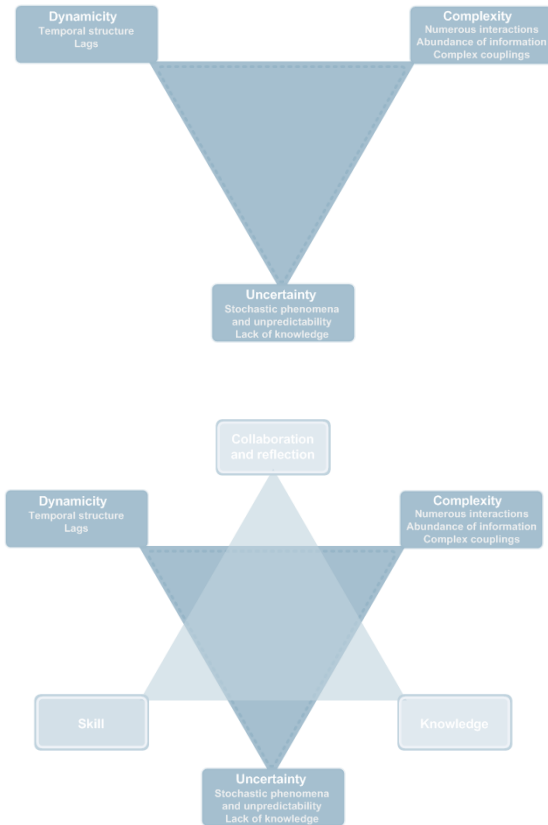 Dynamicity
Temporal structure
Lags
Complexity
Numerous interactions
Abundance of information
Complex couplings
Uncertainty
Stochastic phenomena
and unpredictability
Lack of knowledge
Collaboration
and reflection
Dynamicity
Temporal structure
Lags
Complexity
Numerous interactions
Abundance of information
Complex couplings
Skill
Knowledge
Uncertainty
Stochastic phenomena
and unpredictability
Lack of knowledge